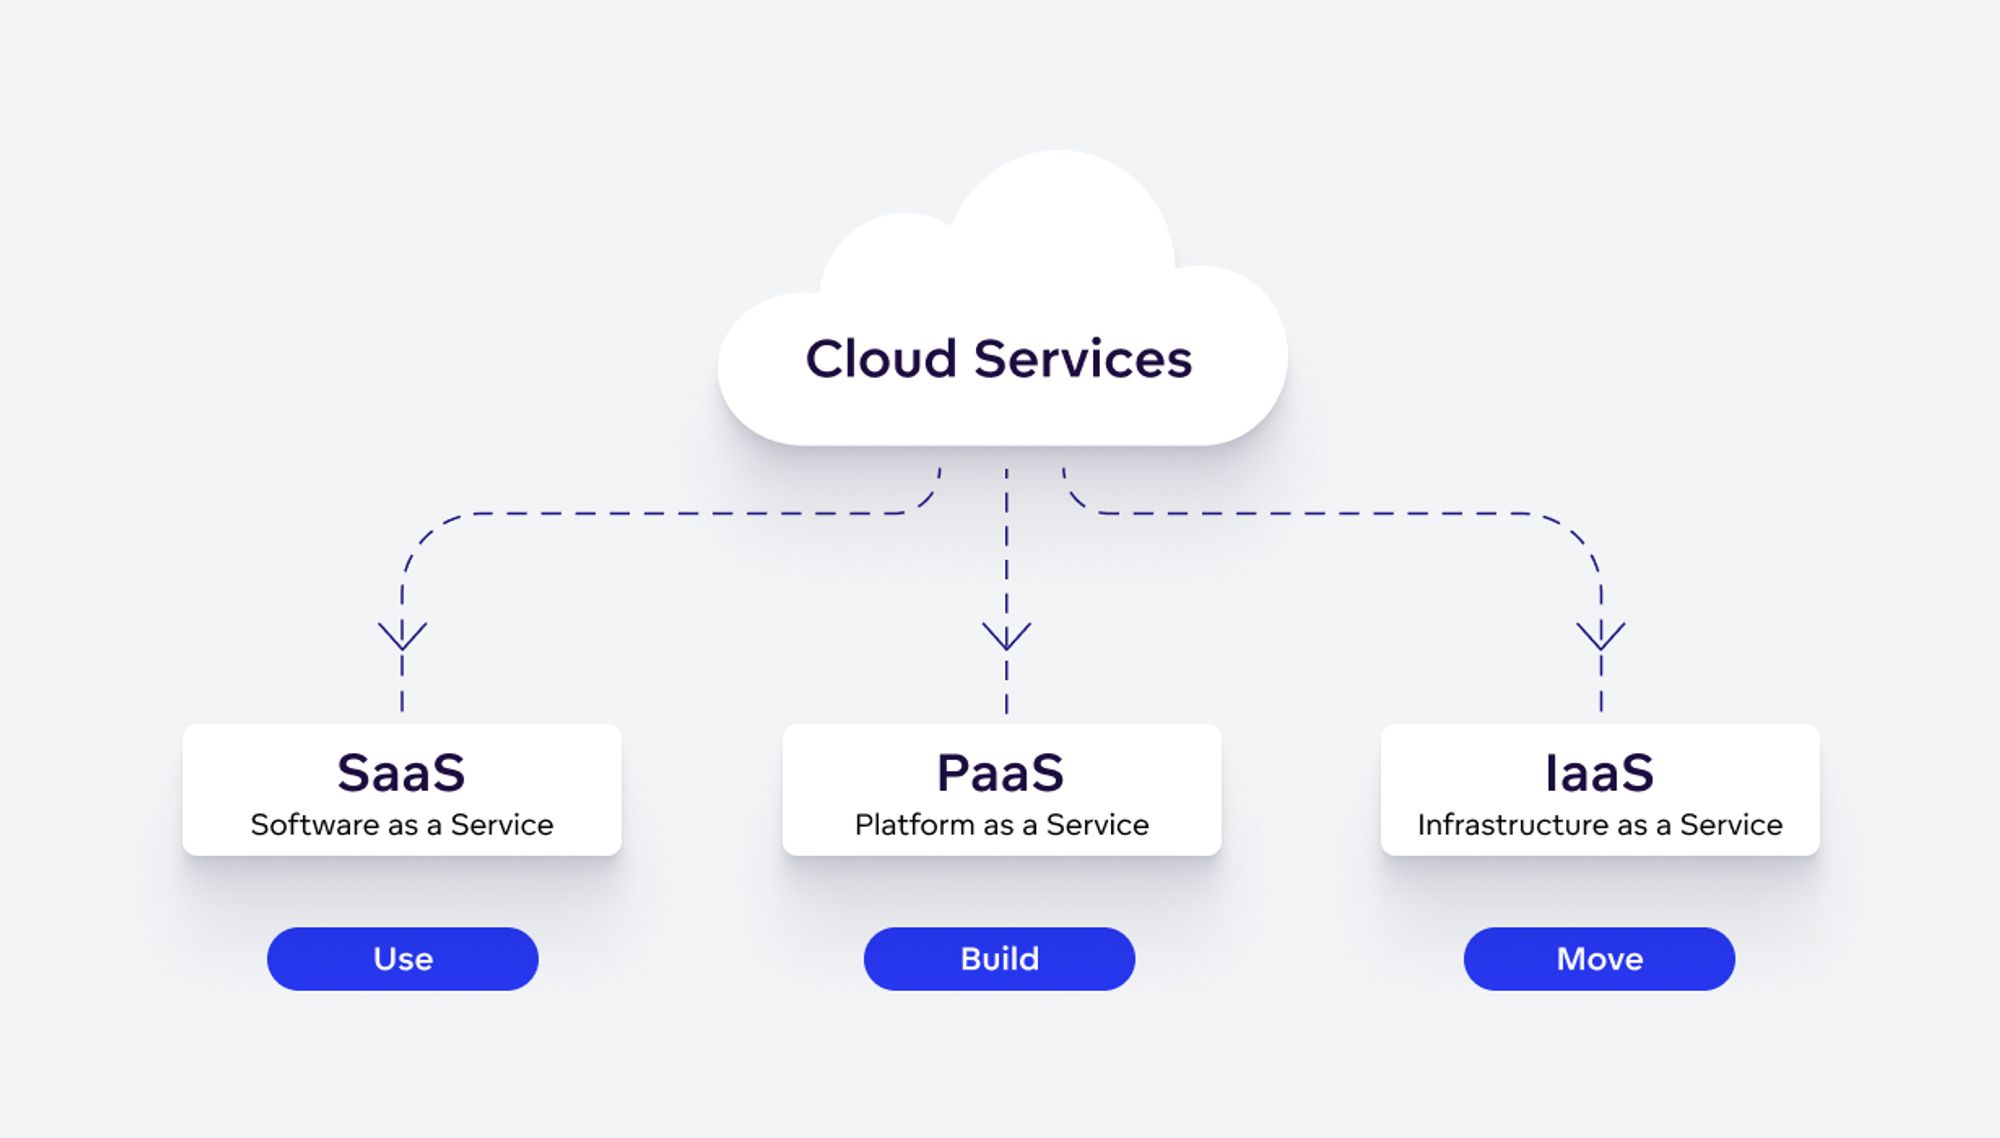 Cloud Services
SaaS
Software as a Service
PaaS
Platform as a Service
IaaS
Infrastructure as a Service
Use
Build
Move